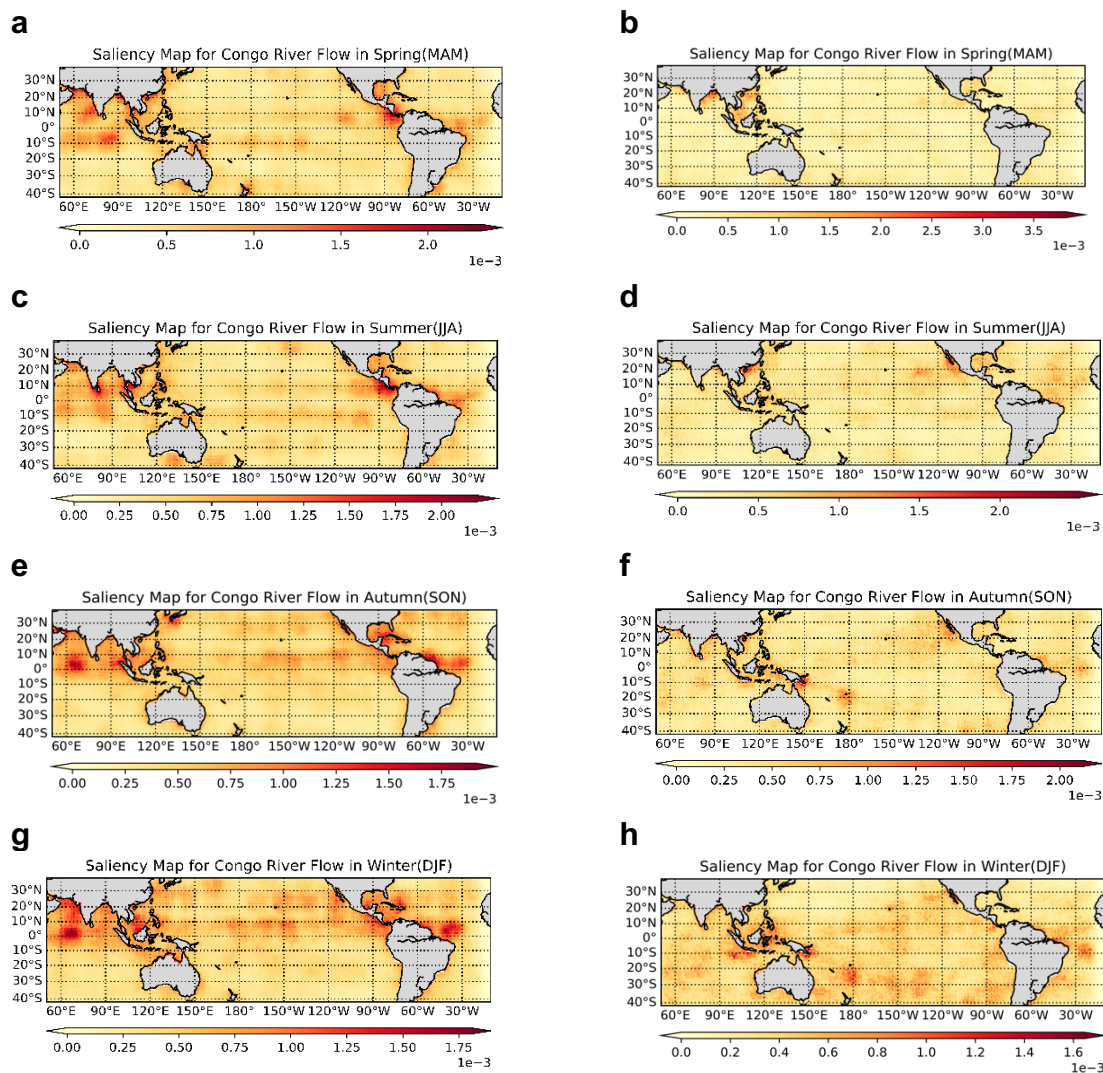 a
Saliency Map for Congo River Flow in Spring(MAM)
30°N
20°N
10°N
0°
10°S
20°S
30°S
40°S
60°E 90°E 120°E 150°E 180° 150°W 120°W 90°W 60°W 30°W
0.0 0.5 1.0 1.5 2.0
1e−3
b
Saliency Map for Congo River Flow in Spring(MAM)
30°N
20°N
10°N
0°
10°S
20°S
30°S
40°S
60°E 90°E 120°E 150°E 180° 150°W 120°W 90°W 60°W 30°W
0.0 0.5 1.0 1.5 2.0 2.5 3.0 3.5
1e−3
c
Saliency Map for Congo River Flow in Summer(JJA)
30°N
20°N
10°N
0°
10°S
20°S
30°S
40°S
60°E 90°E 120°E 150°E 180° 150°W 120°W 90°W 60°W 30°W
0.00 0.25 0.50 0.75 1.00 1.25 1.50 1.75 2.00
1e−3
d
Saliency Map for Congo River Flow in Summer(JJA)
30°N
20°N
10°N
0°
10°S
20°S
30°S
40°S
60°E 90°E 120°E 150°E 180° 150°W 120°W 90°W 60°W 30°W
0.0 0.5 1.0 1.5 2.0
1e−3
e
Saliency Map for Congo River Flow in Autumn(SON)
30°N
20°N
10°N
0°
10°S
20°S
30°S
40°S
60°E 90°E 120°E 150°E 180° 150°W 120°W 90°W 60°W 30°W
0.00 0.25 0.50 0.75 1.00 1.25 1.50 1.75
1e−3
f
Saliency Map for Congo River Flow in Autumn(SON)
30°N
20°N
10°N
0°
10°S
20°S
30°S
40°S
60°E 90°E 120°E 150°E 180° 150°W 120°W 90°W 60°W 30°W
0.00 0.25 0.50 0.75 1.00 1.25 1.50 1.75 2.00
1e−3
g
Saliency Map for Congo River Flow in Winter(DJF)
30°N
20°N
10°N
0°
10°S
20°S
30°S
40°S
60°E 90°E 120°E 150°E 180° 150°W 120°W 90°W 60°W 30°W
0.00 0.25 0.50 0.75 1.00 1.25 1.50 1.75
1e−3
h
Saliency Map for Congo River Flow in Winter(DJF)
30°N
20°N
10°N
0°
10°S
20°S
30°S
40°S
60°E 90°E 120°E 150°E 180° 150°W 120°W 90°W 60°W 30°W
0.0 0.2 0.4 0.6 0.8 1.0 1.2 1.4 1.6
1e−3